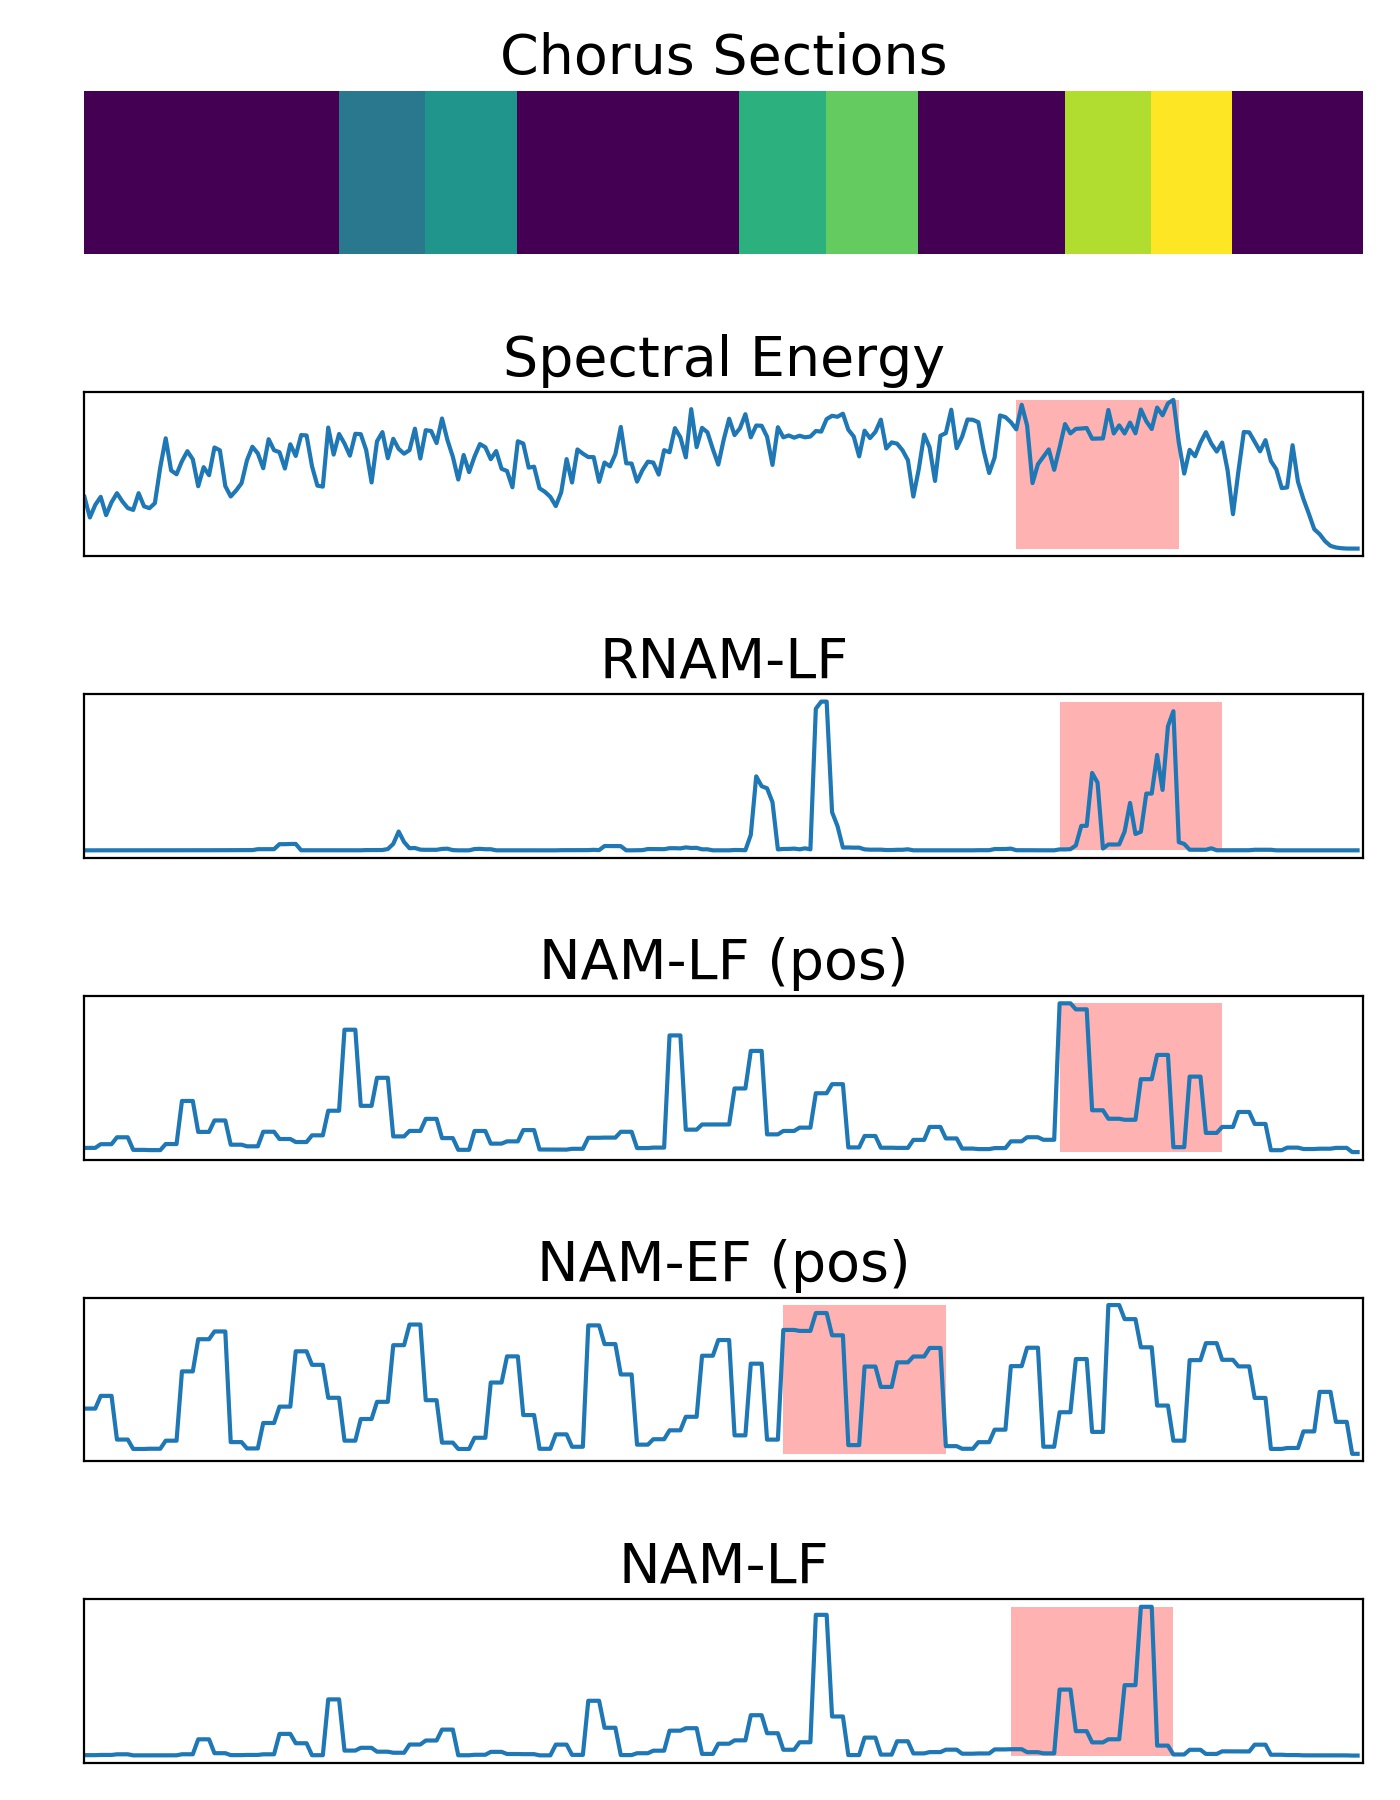 Chorus Sections
Spectral Energy
RNAM-LF
NAM-LF (pos)
NAM-EF (pos)
NAM-LF